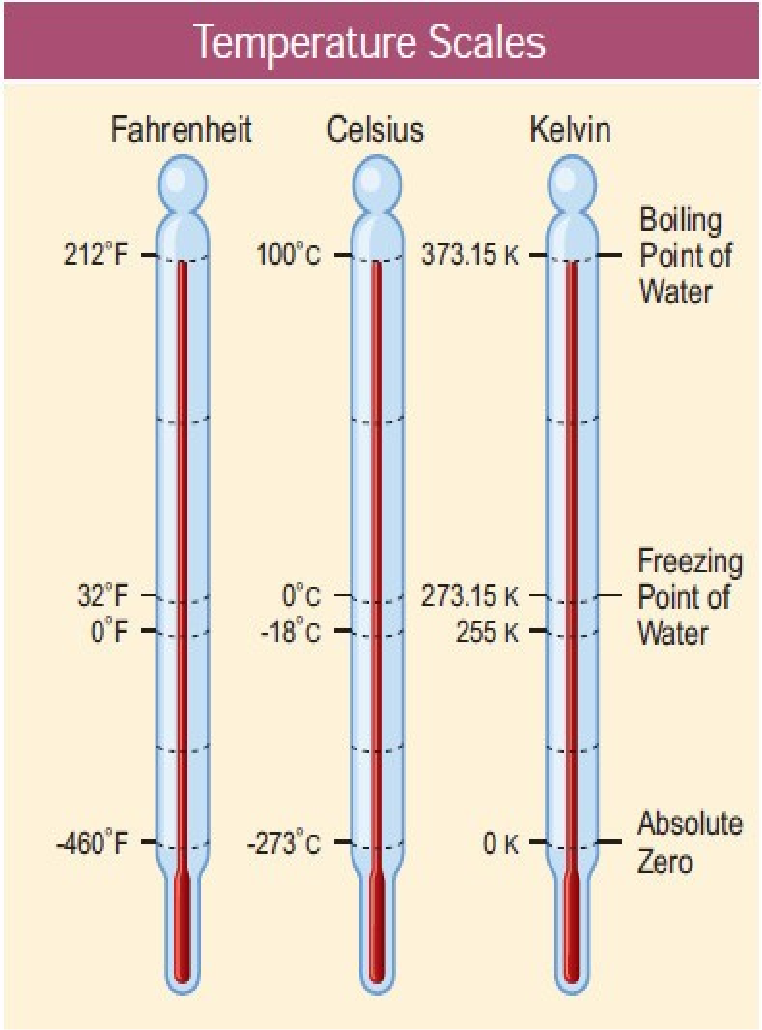 Temperature Scales
Fahrenheit Celsius Kelvin
212°F 100°C 373.15 K Boiling
Point of
Water
32°F 0°C 273.15 K Freezing
Point of
0°F -18°C 255 K Water
-460°F -273°C 0 K Absolute
Zero